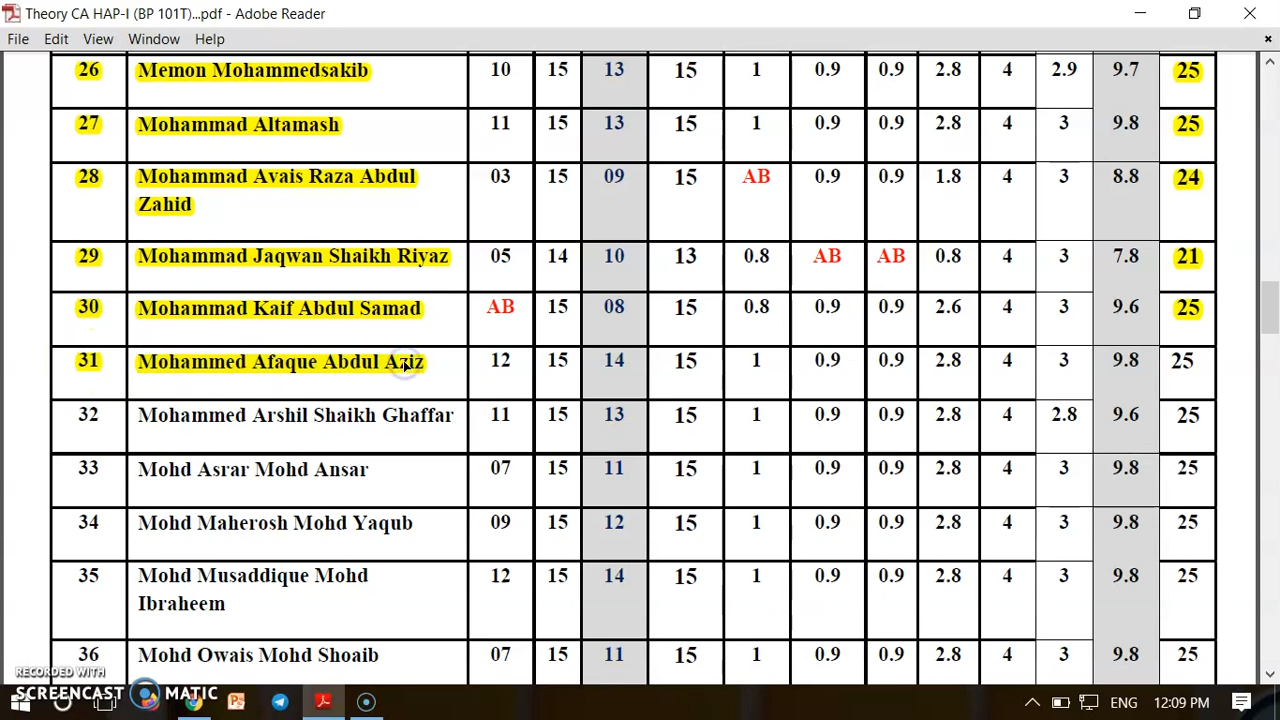 Theory CA HAP-I (BP 101T)...pdf - Adobe Reader
File Edit View Window Help
26 Memon Mohammedsakib 10 15 13 15 1 0.9 0.9 2.8 4 2.9 9.7 25
27 Mohammad Altamash 11 15 13 15 1 0.9 0.9 2.8 4 3 9.8 25
28 Mohammad Avais Raza Abdul 03 15 09 15 AB 0.9 0.9 1.8 4 3 8.8 24
Zahid
29 Mohammad Jaqwan Shaikh Riyaz 05 14 10 13 0.8 AB AB 0.8 4 3 7.8 21
30 Mohammad Kaif Abdul Samad AB 15 08 15 0.8 0.9 0.9 2.6 4 3 9.6 25
31 Mohammed Afaque Abdul Aziz 12 15 14 15 1 0.9 0.9 2.8 4 3 9.8 25
32 Mohammed Arshil Shaikh Ghaffar 11 15 13 15 1 0.9 0.9 2.8 4 2.8 9.6 25
33 Mohd Asrar Mohd Ansar 07 15 11 15 1 0.9 0.9 2.8 4 3 9.8 25
34 Mohd Maherosh Mohd Yaqub 09 15 12 15 1 0.9 0.9 2.8 4 3 9.8 25
35 Mohd Musaddique Mohd 12 15 14 15 1 0.9 0.9 2.8 4 3 9.8 25
Ibraheem
36 Mohd Owais Mohd Shoaib 07 15 11 15 1 0.9 0.9 2.8 4 3 9.8 25
RECORDED WITH
SCREENCAST MATIC
ENG 12:09 PM